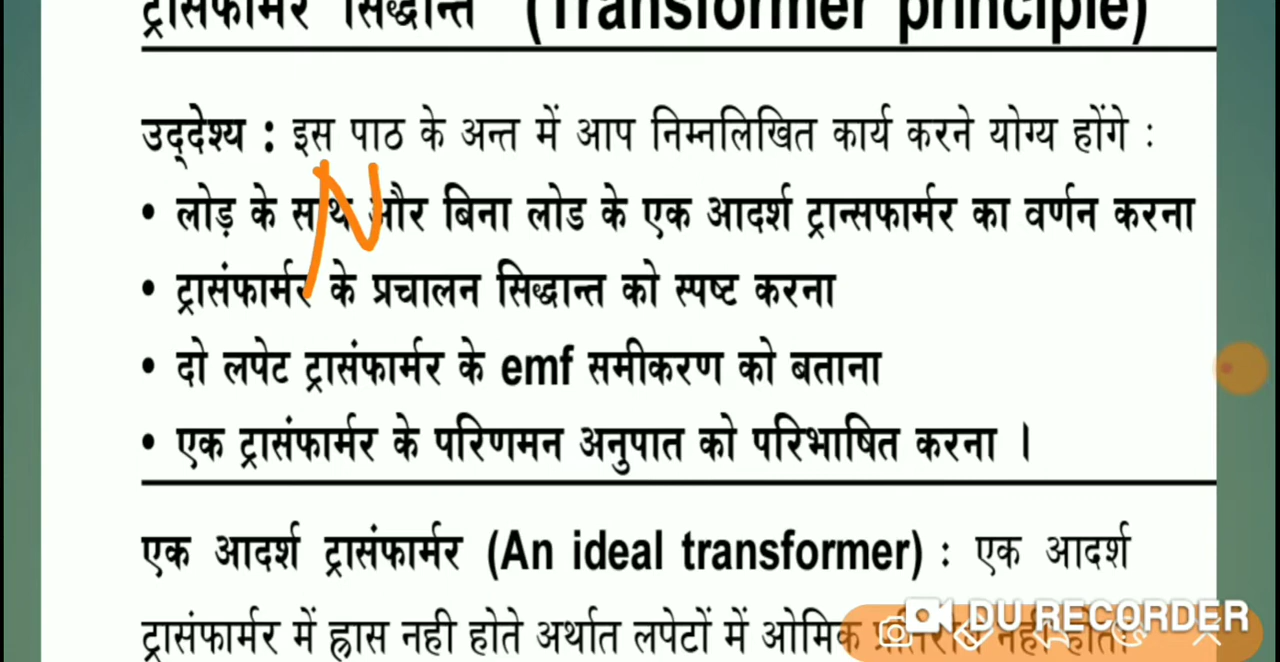 ट्रांसफार्मर सिद्धान्त (Transformer principle)
उद्देश्य : इस पाठ के अन्त में आप निम्नलिखित कार्य करने योग्य होंगे :
• लोड़ के साथ और बिना लोड के एक आदर्श ट्रान्सफार्मर का वर्णन करना
• ट्रासंफार्मर के प्रचालन सिद्धान्त को स्पष्ट करना
• दो लपेट ट्रासंफार्मर के emf समीकरण को बताना
• एक ट्रासंफार्मर के परिणमन अनुपात को परिभाषित करना ।
एक आदर्श ट्रासंफार्मर (An ideal transformer) : एक आदर्श
ट्रासंफार्मर में ह्रास नही होते अर्थात लपेटों में ओमिक नही होता
DU RECORDER